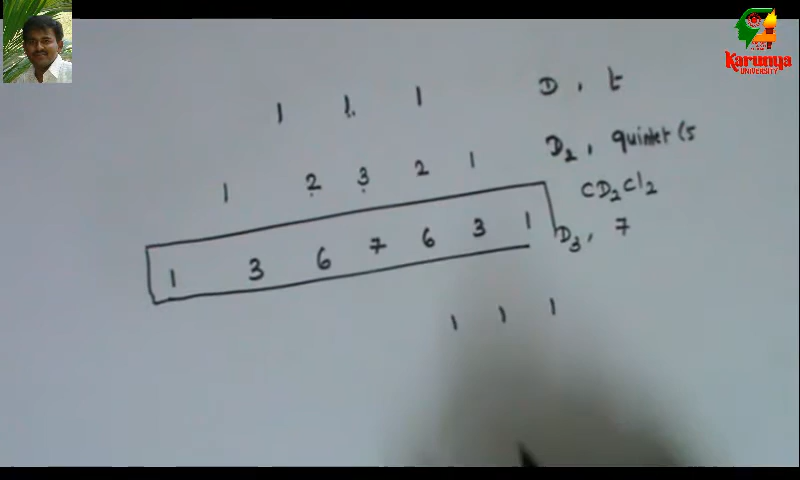 Karunya
UNIVERSITY
1 1 1 D, t
1 2 3 2 1 D2, quintet (5
CD2Cl2
1 3 6 7 6 3 1 D3, 7
1 1 1